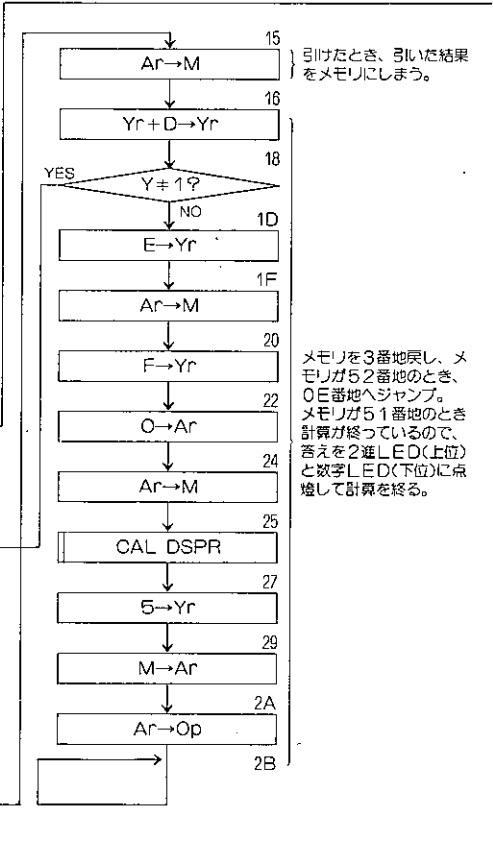 15
Ar→M
引けたとき、引いた結果
をメモリにしまう。
16
Yr+D→Yr
18
YES
Y≠1?
NO
1D
E→Yr
1F
Ar→M
20
F→Yr
22
0→Ar
24
Ar→M
25
CAL DSPR
27
5→Yr
29
M→Ar
2A
Ar→Op
2B
メモリを3番地戻し、メ
モリが52番地のとき、
0E番地へジャンプ。
メモリが51番地のとき
計算が終っているので、
答えを2進LED(上位)
と数字LED(下位)に点
燈して計算を終る。